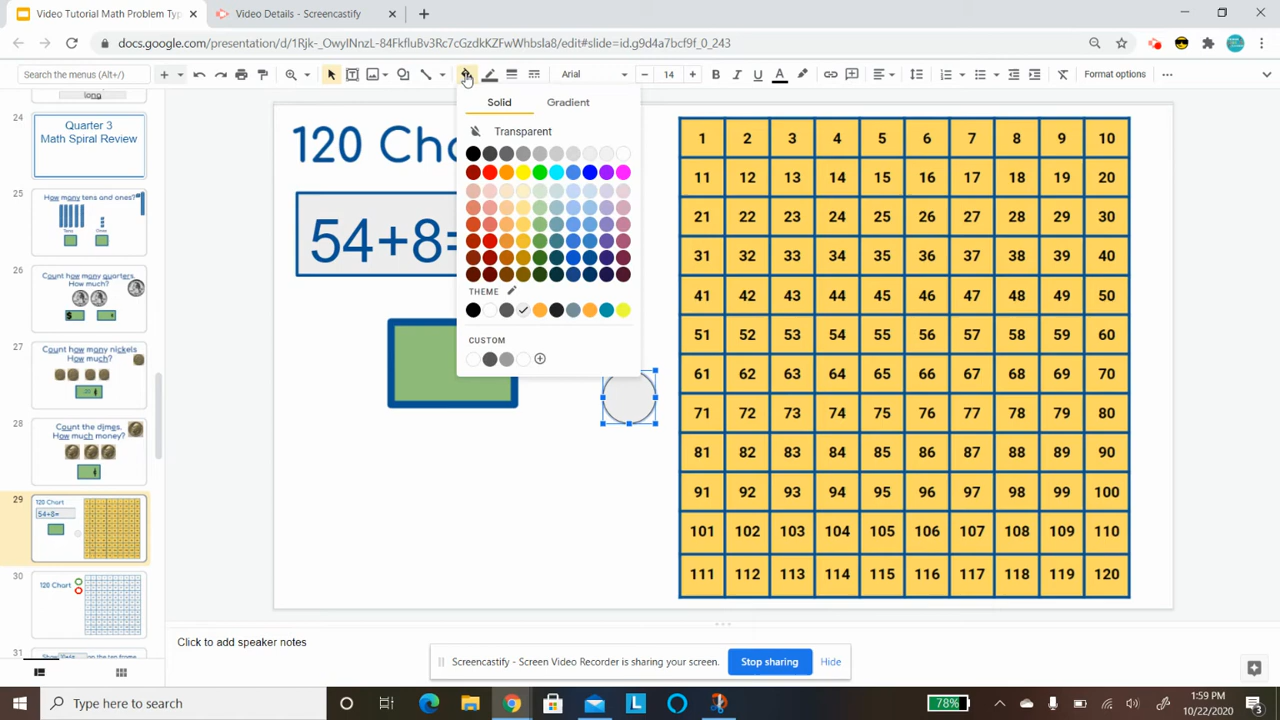 Video Tutorial Math Problem Typ
Video Details - Screencastify
docs.google.com/presentation/d/1Rjk-_OwyINnzL-84FkfluBv3Rc7cGzdkKZFwWhbsla8/edit#slide=id.g9d4a7bcf9f_0_243
Search the menus (Alt+/)
Arial
14
B I U A
Format options
Solid
Gradient
Transparent
THEME
CUSTOM
long
24
Quarter 3
Math Spiral Review
25
How many tens and ones?
Tens
Ones
26
Count how many quarters.
How much?
$
27
Count how many nickels
How much?
28
Count the dimes.
How much money?
29
120 Chart
54+8=
30
120 Chart
31
120 Cha
54+8=
1 2 3 4 5 6 7 8 9 10
11 12 13 14 15 16 17 18 19 20
21 22 23 24 25 26 27 28 29 30
31 32 33 34 35 36 37 38 39 40
41 42 43 44 45 46 47 48 49 50
51 52 53 54 55 56 57 58 59 60
61 62 63 64 65 66 67 68 69 70
71 72 73 74 75 76 77 78 79 80
81 82 83 84 85 86 87 88 89 90
91 92 93 94 95 96 97 98 99 100
101 102 103 104 105 106 107 108 109 110
111 112 113 114 115 116 117 118 119 120
Click to add speaker notes
Screencastify - Screen Video Recorder is sharing your screen.
Stop sharing
Hide
Type here to search
L
78%
1:59 PM
10/22/2020
3